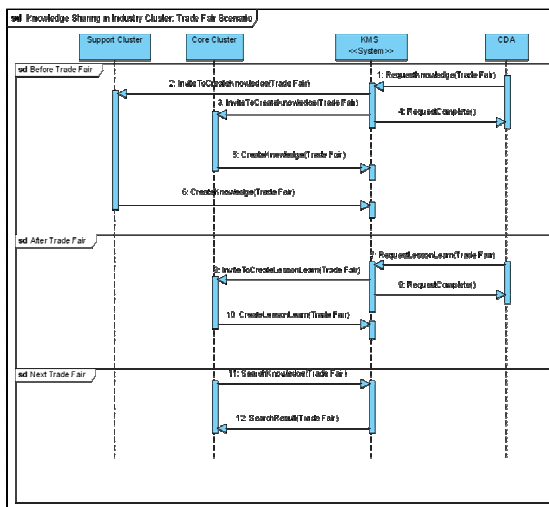 sd Knowledge Sharing in Industry Cluster: Trade Fair Scenario
Support Cluster
Core Cluster
KMS
<<System>>
CDA
sd Before Trade Fair
1: RequestKnowledge(Trade Fair)
2: InviteToCreateKnowledge(Trade Fair)
3: InviteToCreateKnowledge(Trade Fair)
4: RequestComplete()
5: CreateKnowledge(Trade Fair)
6: CreateKnowledge(Trade Fair)
sd After Trade Fair
RequestLessonLearn(Trade Fair)
InviteToCreateLessonLearn(Trade Fair)
RequestComplete()
10: CreateLessonLearn(Trade Fair)
sd Next Trade Fair
11: SearchKnowledge(Trade Fair)
12: SearchResult(Trade Fair)